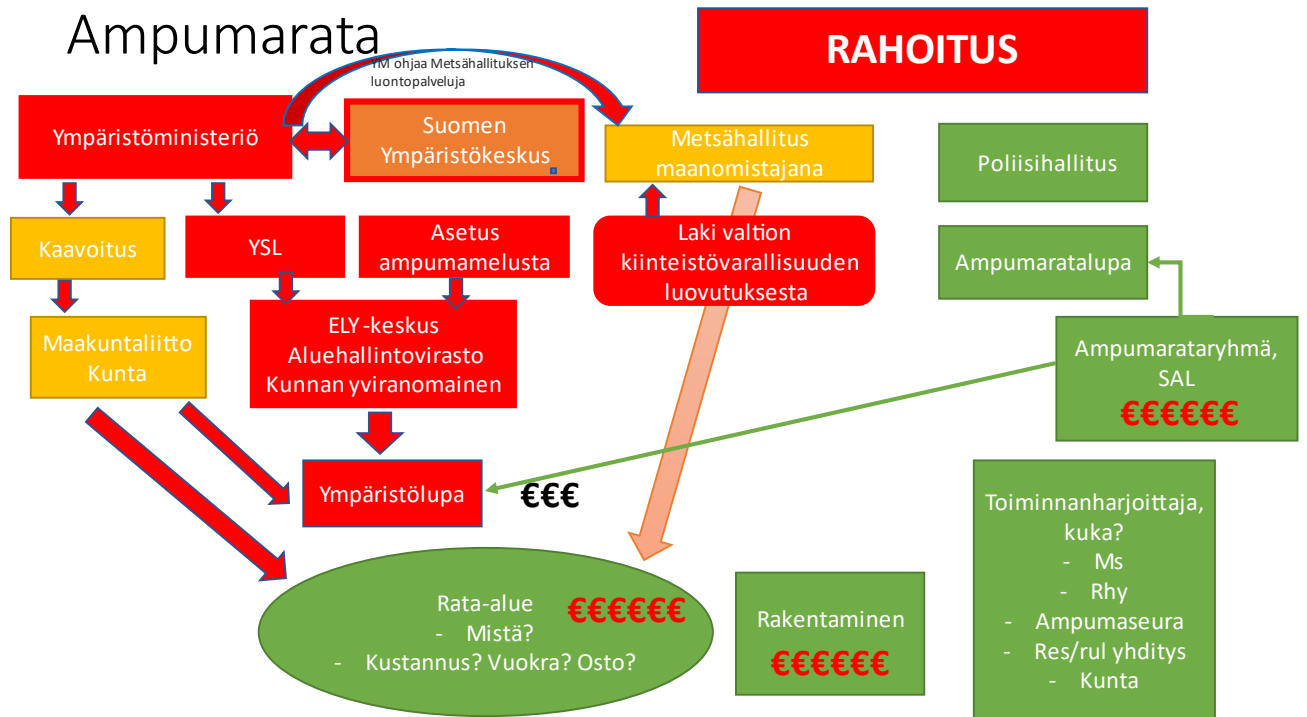 Ampumarata
RAHOITUS
YM ohjaa Metsähallituksen
luontopalveluja
Ympäristöministeriö
Suomen
Ympäristökeskus
Metsähallitus
maanomistajana
Poliisihallitus
Kaavoitus
YSL
Asetus
ampumamelusta
Laki valtion
kiinteistövarallisuuden
luovutuksesta
Ampumaratalupa
Maakuntaliitto
Kunta
ELY-keskus
Aluehallintovirasto
Kunnan yviranomainen
Ampumarataryhmä,
SAL
€€€€€€
Ympäristölupa
€€€
Toiminnanharjoittaja,
kuka?
- Ms
- Rhy
- Ampumaseura
- Res/rul yhditys
- Kunta
Rata-alue
€€€€€€
- Mistä?
- Kustannus? Vuokra? Osto?
Rakentaminen
€€€€€€